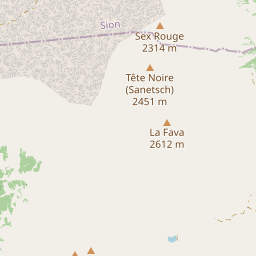 Sion
Sex Rouge
2314 m
Tête Noire
(Sanetsch)
2451 m
La Fava
2612 m